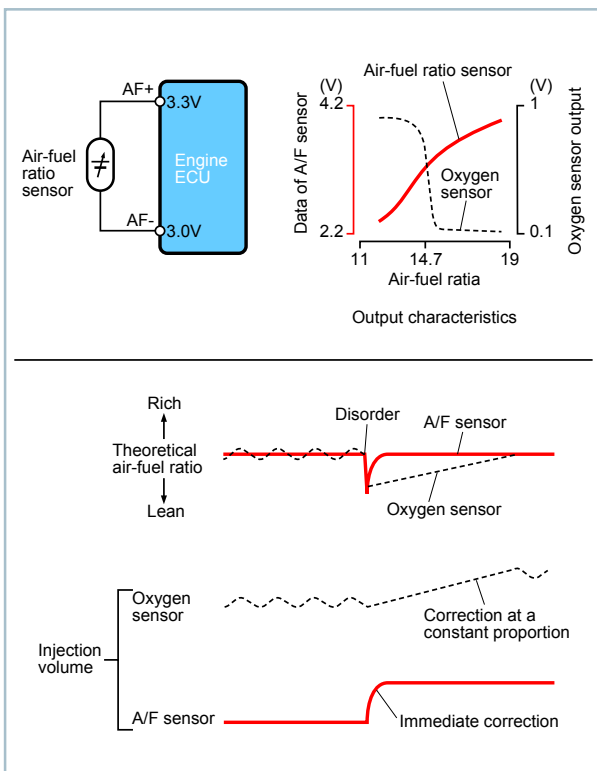 AF+
3.3V
Air-fuel
ratio
sensor
Engine
ECU
AF-
3.0V
(V)
Air-fuel ratio sensor
(V)
4.2
1
Data of A/F sensor
Oxygen
sensor
Oxygen sensor output
2.2
0.1
11
14.7
19
Air-fuel ratia
Output characteristics
Rich
Disorder
A/F sensor
Theoretical
air-fuel ratio
Lean
Oxygen sensor
Oxygen
sensor
Correction at a
constant proportion
Injection
volume
A/F sensor
Immediate correction